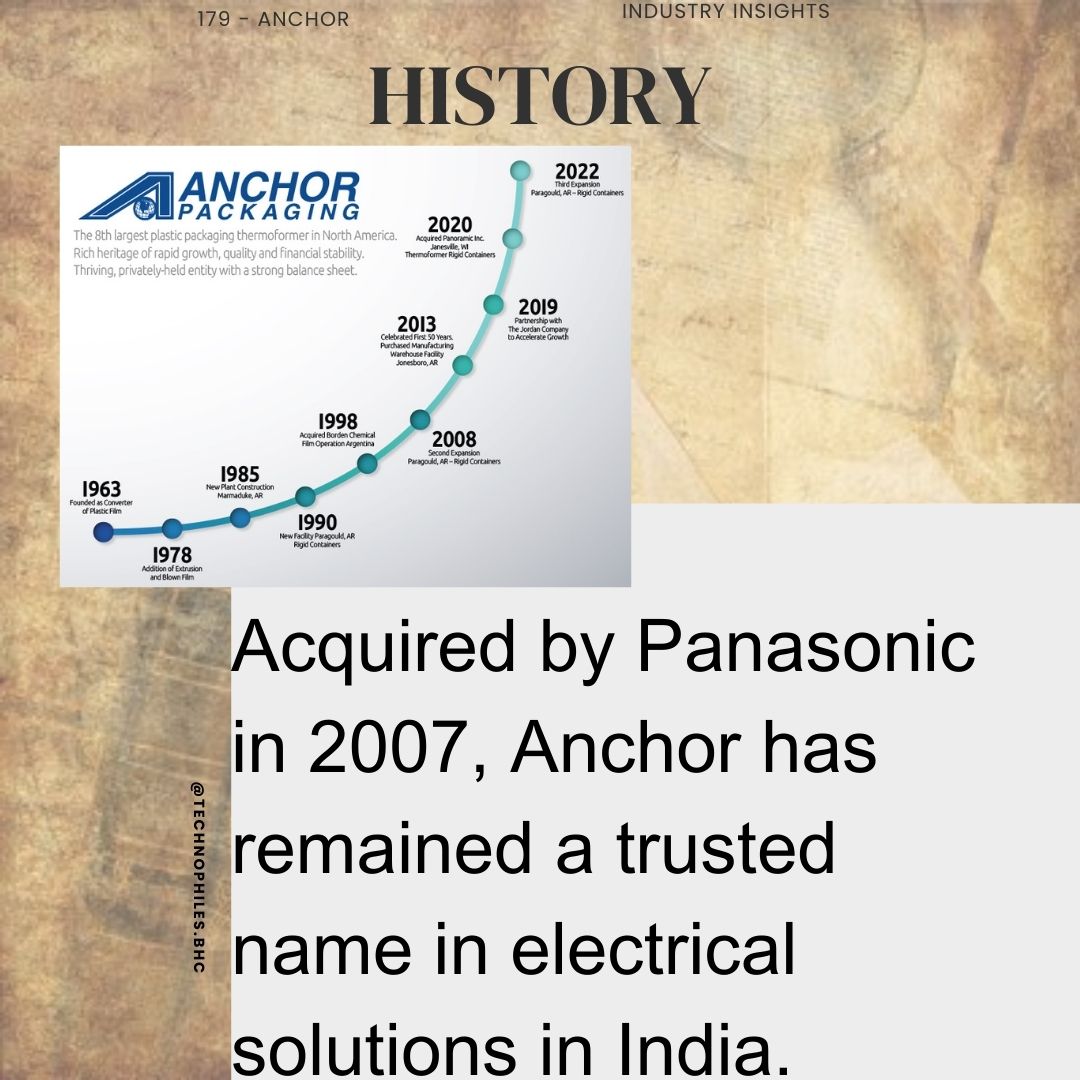 179 - ANCHOR
INDUSTRY INSIGHTS
HISTORY
ANCHOR
PACKAGING
The 8th largest plastic packaging thermoformer in North America.
Rich heritage of rapid growth, quality and financial stability.
Thriving, privately-held entity with a strong balance sheet.
2022
Third Expansion
Paragould, AR – Rigid Containers
2020
Acquired Panoramic Inc.
Janesville, WI
Thermoformer Rigid Containers
2019
Partnership with
The Jordan Company
to Accelerate Growth
2013
Celebrated First 50 Years.
Purchased Manufacturing
Warehouse Facility
Jonesboro, AR
1998
Acquired Borden Chemical
Film Operation Argentina
2008
Second Expansion
Paragould, AR – Rigid Containers
1985
New Plant Construction
Marmaduke, AR
1963
Founded as Converter
of Plastic Film
1990
New Facility Paragould, AR
Rigid Containers
1978
Addition of Extrusion
and Blown Film
Acquired by Panasonic
in 2007, Anchor has
remained a trusted
name in electrical
solutions in India.
@TECHNOPHILES.BHC